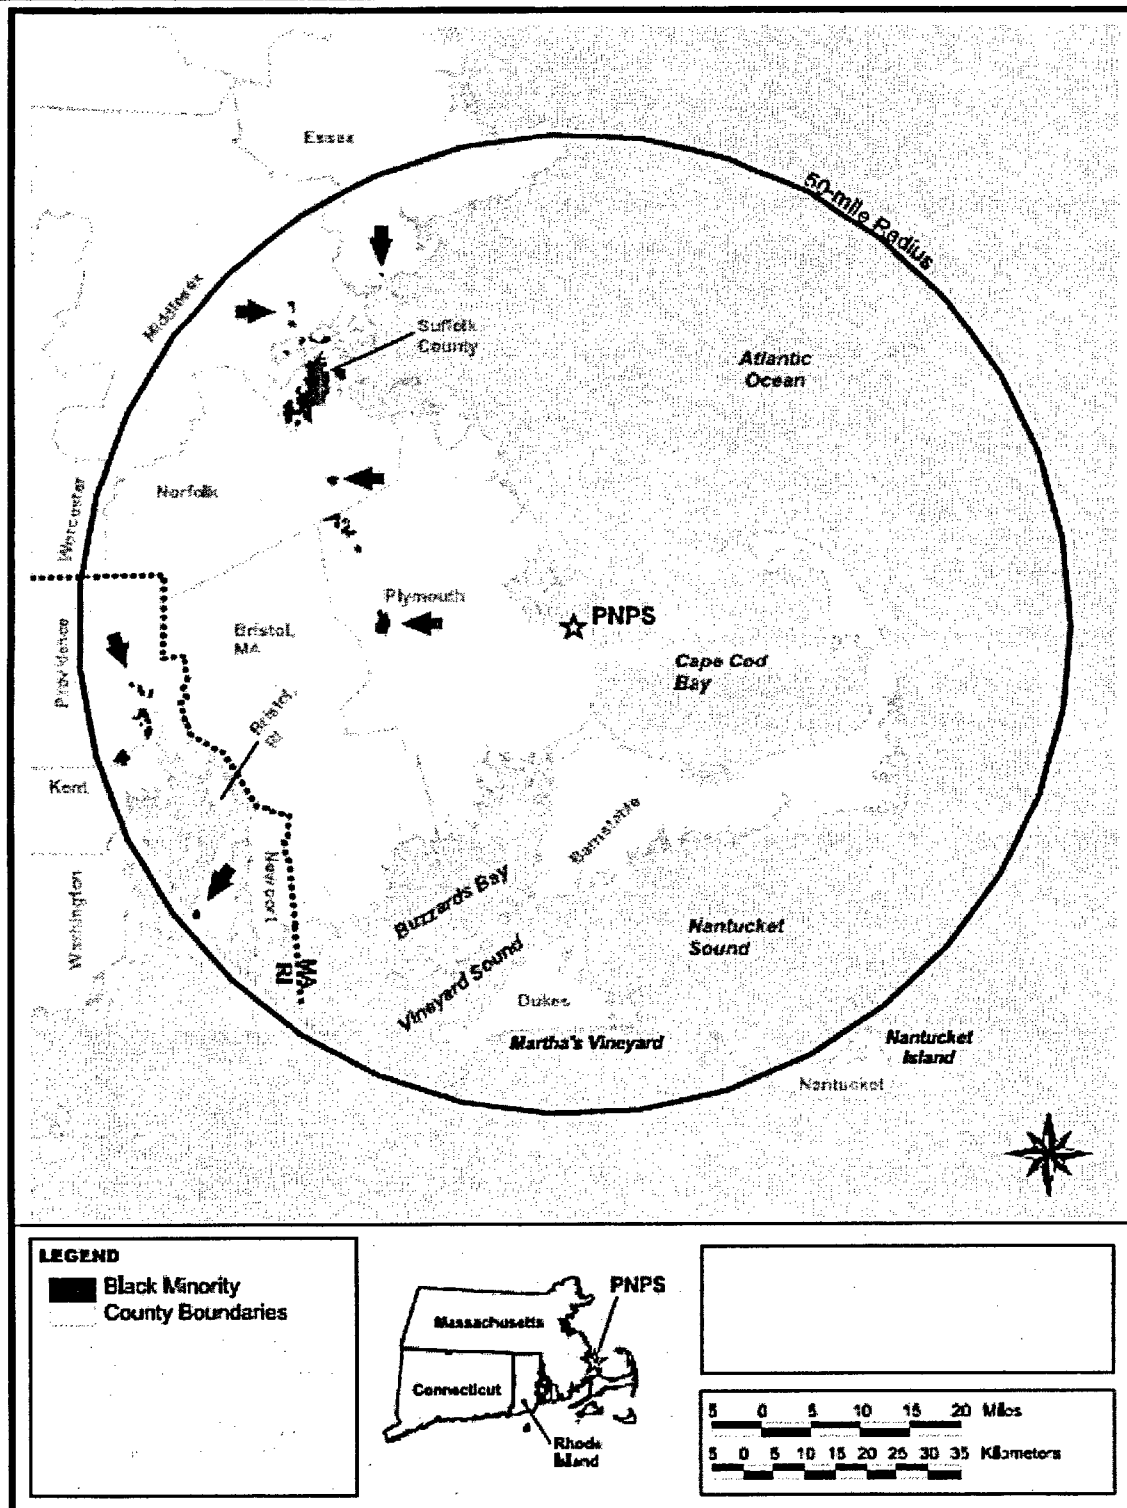 Essex
50-mile Radius
Middlesex
Suffolk
County
Atlantic
Ocean
Norfolk
Worcester
Plymouth
PNPS
Bristol,
MA
Providence
Cape Cod
Bay
Bristol,
RI
Kent
Barnstable
Newport
Buzzards Bay
Washington
Nantucket
Sound
Vineyard Sound
MA
RI
Dukes
Martha's Vineyard
Nantucket
Island
Nantucket
LEGEND
Black Minority
County Boundaries
PNPS
Massachusetts
Connecticut
Rhode
Island
5 0 5 10 15 20 Miles
5 0 5 10 15 20 25 30 35 Kilometers